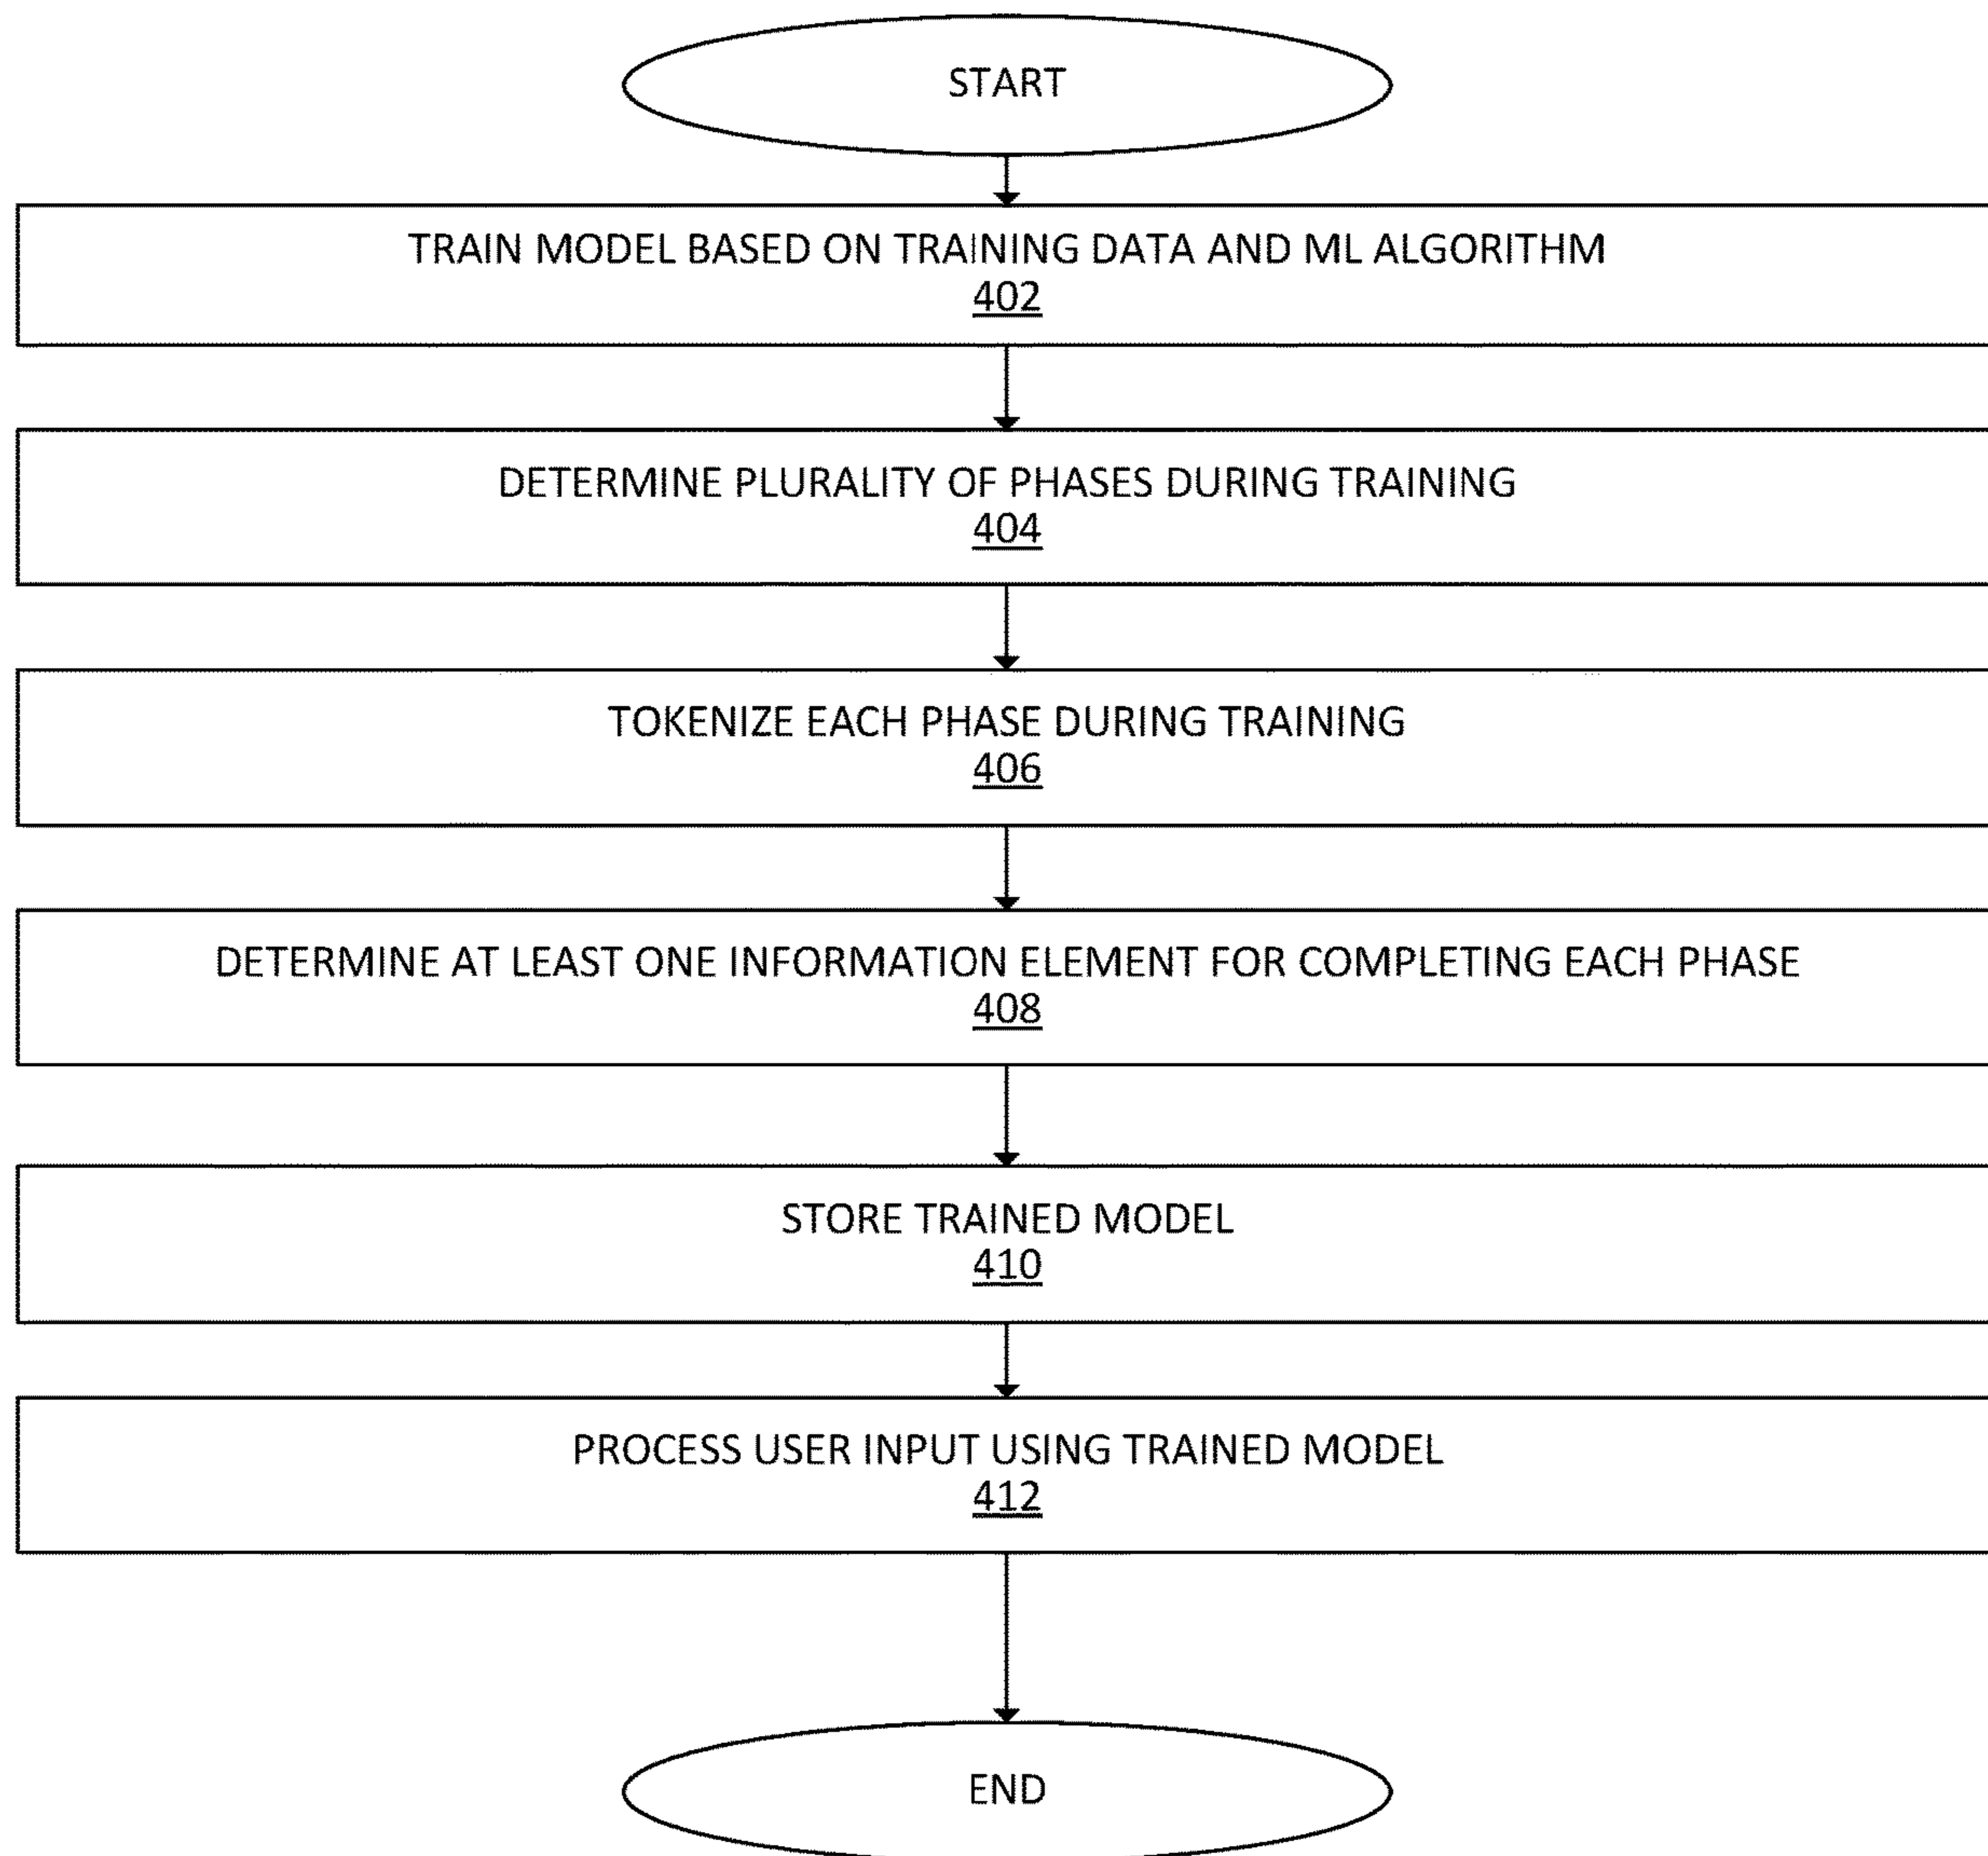 START
TRAIN MODEL BASED ON TRAINING DATA AND ML ALGORITHM
402
DETERMINE PLURALITY OF PHASES DURING TRAINING
404
TOKENIZE EACH PHASE DURING TRAINING
406
DETERMINE AT LEAST ONE INFORMATION ELEMENT FOR COMPLETING EACH PHASE
408
STORE TRAINED MODEL
410
PROCESS USER INPUT USING TRAINED MODEL
412
END